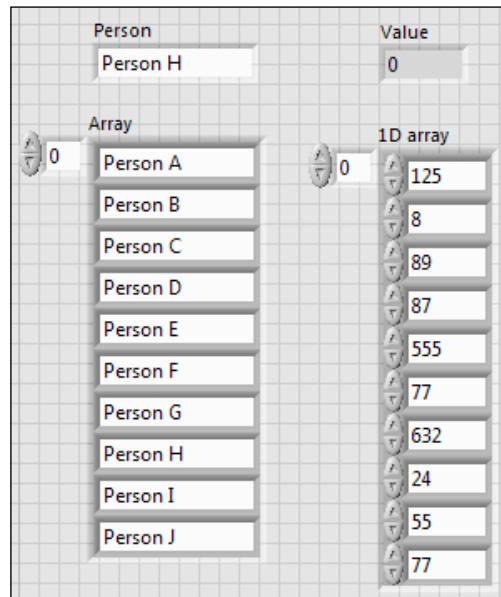 Person
Person H
Value
0
Array
0
Person A
Person B
Person C
Person D
Person E
Person F
Person G
Person H
Person I
Person J
1D array
0
125
8
89
87
555
77
632
24
55
77